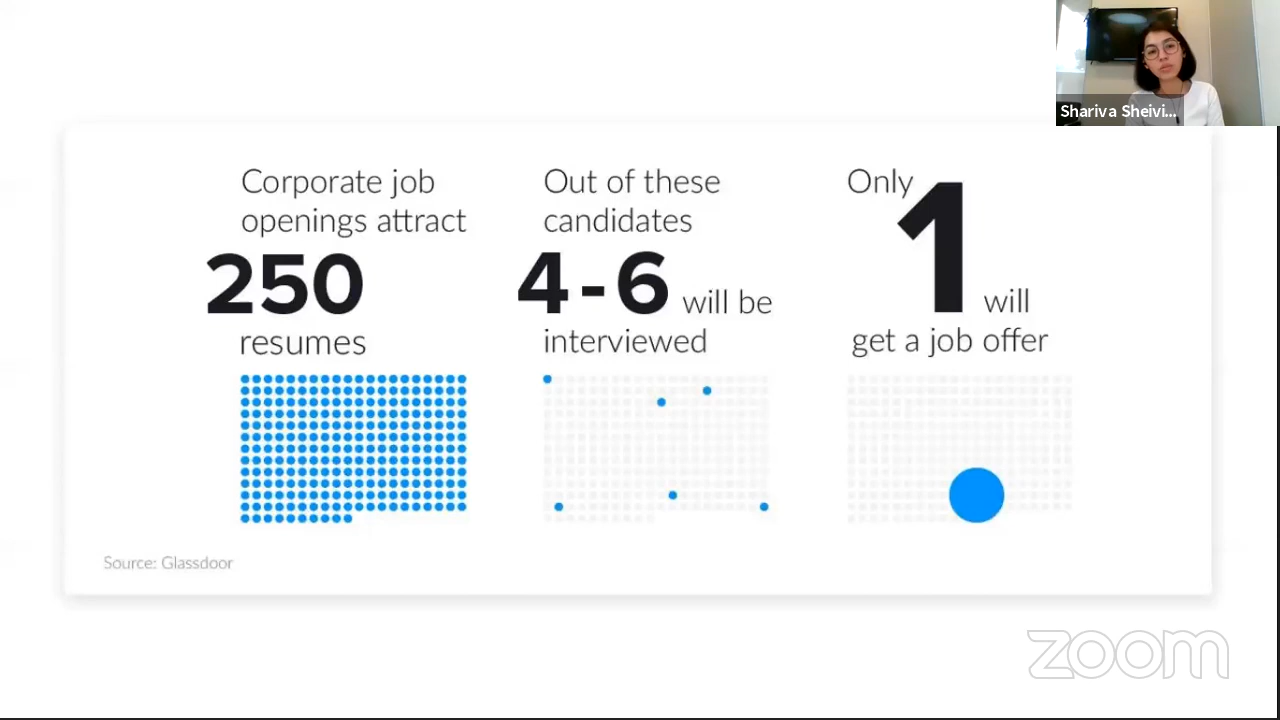 Shariva Sheivi...
Corporate job
openings attract
250
resumes
Out of these
candidates
4-6 will be
interviewed
Only
1 will
get a job offer
Source: Glassdoor
zoom